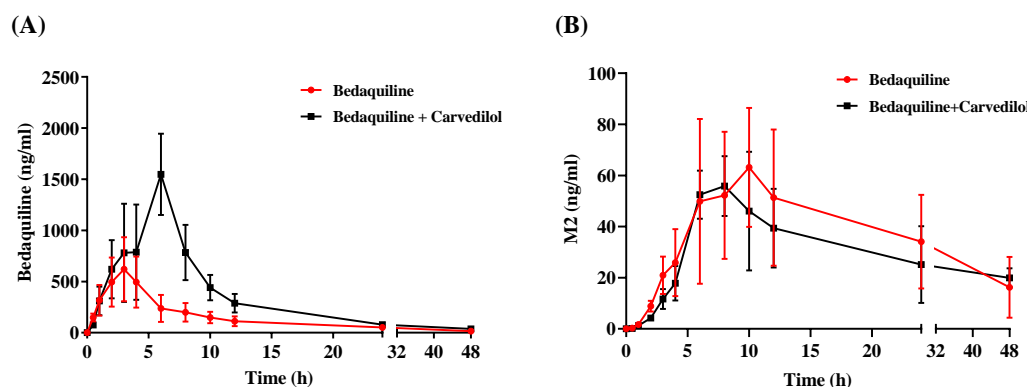 (A)
Bedaquiline (ng/ml)
2500
2000
1500
1000
500
0
Bedaquiline
Bedaquiline + Carvedilol
0 5 10 20 32 40 48
Time (h)
(B)
M2 (ng/ml)
100
80
60
40
20
0
Bedaquiline
Bedaquiline+Carvedilol
0 5 10 20 32 40 48
Time (h)